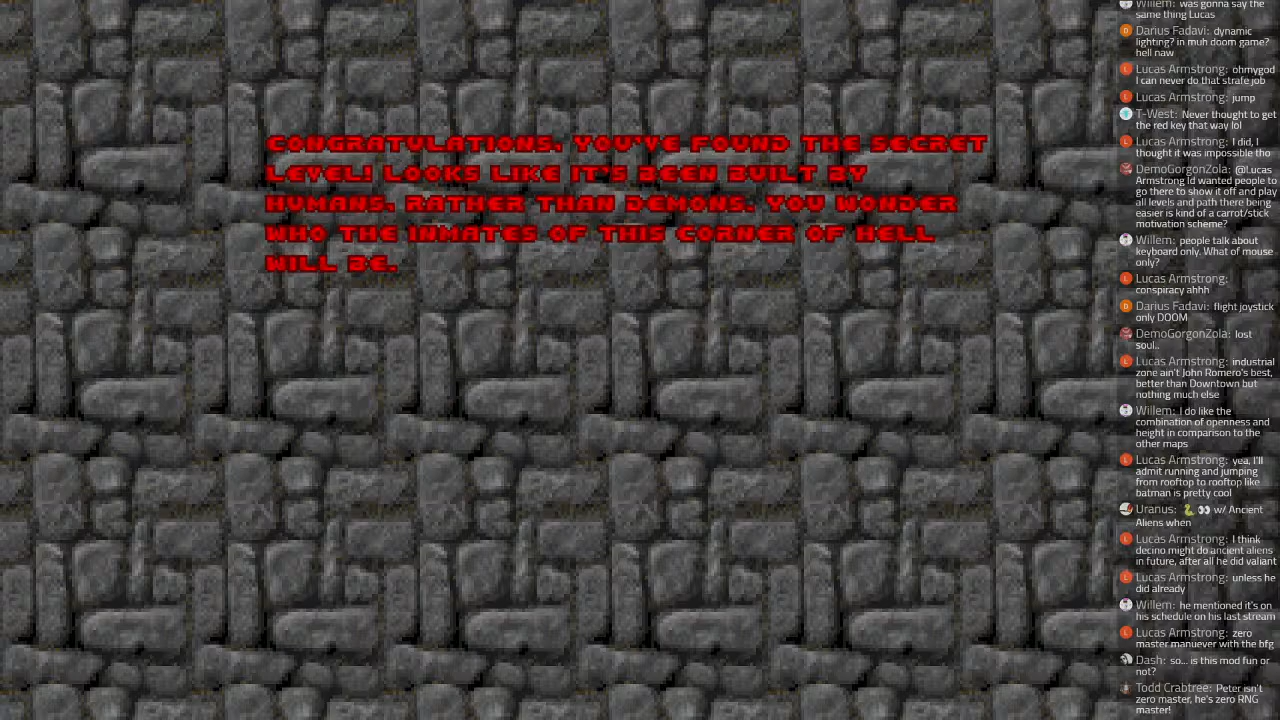 CONGRATULATIONS, YOU'VE FOUND THE SECRET
LEVEL! LOOKS LIKE IT'S BEEN BUILT BY
HUMANS, RATHER THAN DEMONS. YOU WONDER
WHO THE INMATES OF THIS CORNER OF HELL
WILL BE.
Willem: was gonna say the
same thing Lucas
Darius Fadavi: dynamic
lighting? in muh doom game?
hell naw
Lucas Armstrong: ohmygod
I can never do that strafe job
Lucas Armstrong: jump
T-West: Never thought to get
the red key that way lol
Lucas Armstrong: I did, I
thought it was impossible tho
DemoGorgonZola: @Lucas
Armstrong id wanted people to
go there to show it off and play
all levels and path there being
easier is kind of a carrot/stick
motivation scheme?
Willem: people talk about
keyboard only. What of mouse
only?
Lucas Armstrong:
conspiracy ahhh
Darius Fadavi: flight joystick
only DOOM
DemoGorgonZola: lost
soul..
Lucas Armstrong: industrial
zone ain't John Romero's best,
better than Downtown but
nothing much else
Willem: I do like the
combination of openness and
height in comparison to the
other maps
Lucas Armstrong: yea, I'll
admit running and jumping
from rooftop to rooftop like
batman is pretty cool
Uranus: 🐍 👀 w/ Ancient
Aliens when
Lucas Armstrong: I think
decino might do ancient aliens
in future, after all he did valiant
Lucas Armstrong: unless he
did already
Willem: he mentioned it's on
his schedule on his last stream
Lucas Armstrong: zero
master manuever with the bfg
Dash: so... is this mod fun or
not?
Todd Crabtree: Peter isn't
zero master, he's zero RNG
master!